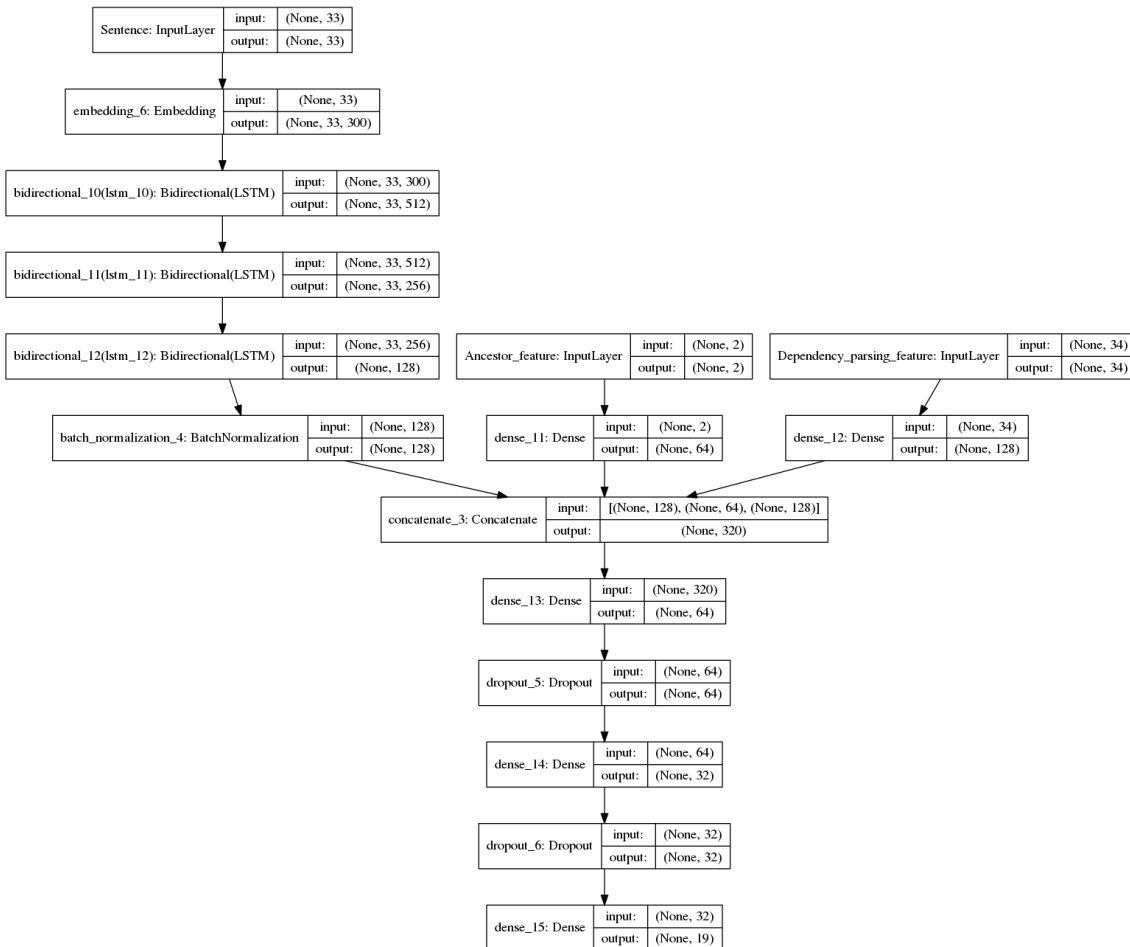 Sentence: InputLayer input: (None, 33)
output: (None, 33)
embedding_6: Embedding input: (None, 33)
output: (None, 33, 300)
bidirectional_10(lstm_10): Bidirectional(LSTM) input: (None, 33, 300)
output: (None, 33, 512)
bidirectional_11(lstm_11): Bidirectional(LSTM) input: (None, 33, 512)
output: (None, 33, 256)
bidirectional_12(lstm_12): Bidirectional(LSTM) input: (None, 33, 256)
output: (None, 128)
Ancestor_feature: InputLayer input: (None, 2)
output: (None, 2)
Dependency_parsing_feature: InputLayer input: (None, 34)
output: (None, 34)
batch_normalization_4: BatchNormalization input: (None, 128)
output: (None, 128)
dense_11: Dense input: (None, 2)
output: (None, 64)
dense_12: Dense input: (None, 34)
output: (None, 128)
concatenate_3: Concatenate input: [(None, 128), (None, 64), (None, 128)]
output: (None, 320)
dense_13: Dense input: (None, 320)
output: (None, 64)
dropout_5: Dropout input: (None, 64)
output: (None, 64)
dense_14: Dense input: (None, 64)
output: (None, 32)
dropout_6: Dropout input: (None, 32)
output: (None, 32)
dense_15: Dense input: (None, 32)
output: (None, 19)